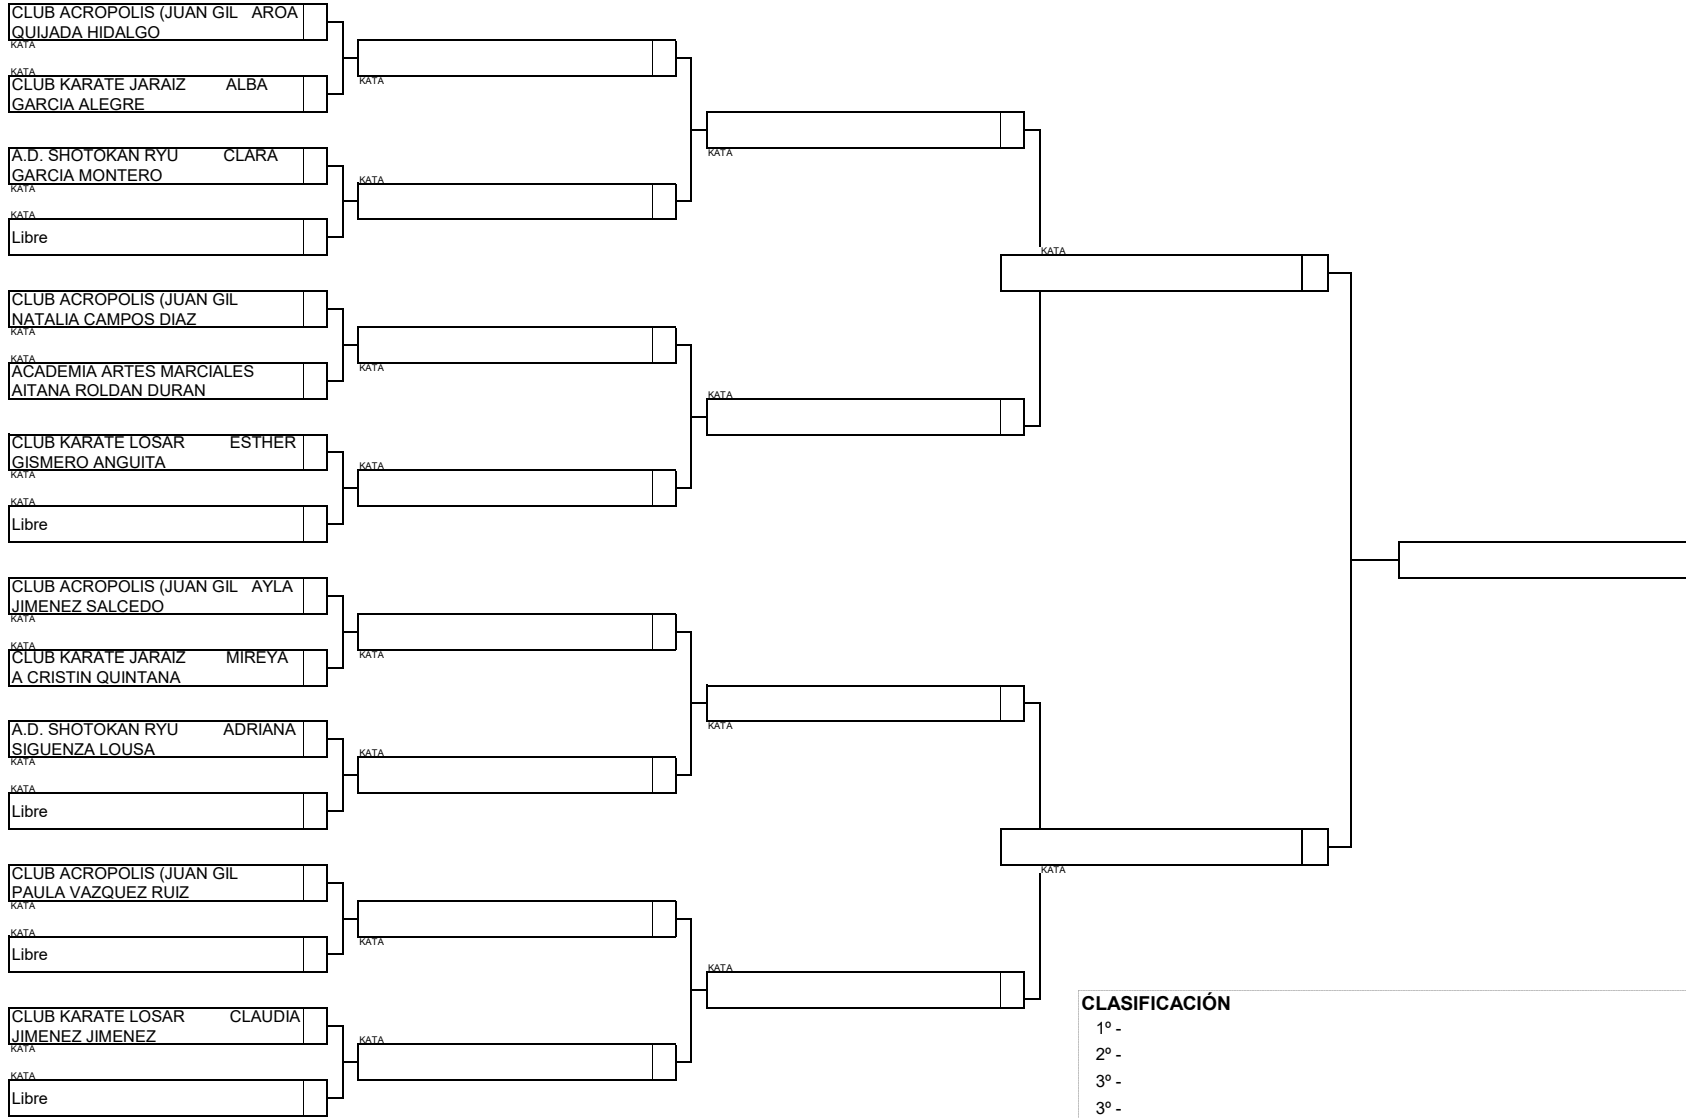 CLUB ACROPOLIS (JUAN GIL AROA
QUIJADA HIDALGO
KATA
KATA
CLUB KARATE JARAIZ ALBA
GARCIA ALEGRE
A.D. SHOTOKAN RYU CLARA
GARCIA MONTERO
KATA
KATA
Libre
CLUB ACROPOLIS (JUAN GIL
NATALIA CAMPOS DIAZ
KATA
KATA
ACADEMIA ARTES MARCIALES
AITANA ROLDAN DURAN
CLUB KARATE LOSAR ESTHER
GISMERO ANGUITA
KATA
KATA
Libre
CLUB ACROPOLIS (JUAN GIL AYLA
JIMENEZ SALCEDO
KATA
KATA
CLUB KARATE JARAIZ MIREYA
A CRISTIN QUINTANA
A.D. SHOTOKAN RYU ADRIANA
SIGUENZA LOUSA
KATA
KATA
Libre
CLUB ACROPOLIS (JUAN GIL
PAULA VAZQUEZ RUIZ
KATA
KATA
Libre
CLUB KARATE LOSAR CLAUDIA
JIMENEZ JIMENEZ
KATA
KATA
Libre
KATA
KATA
KATA
KATA
KATA
KATA
KATA
KATA
KATA
KATA
KATA
KATA
KATA
KATA
CLASIFICACIÓN
1º -
2º -
3º -
3º -